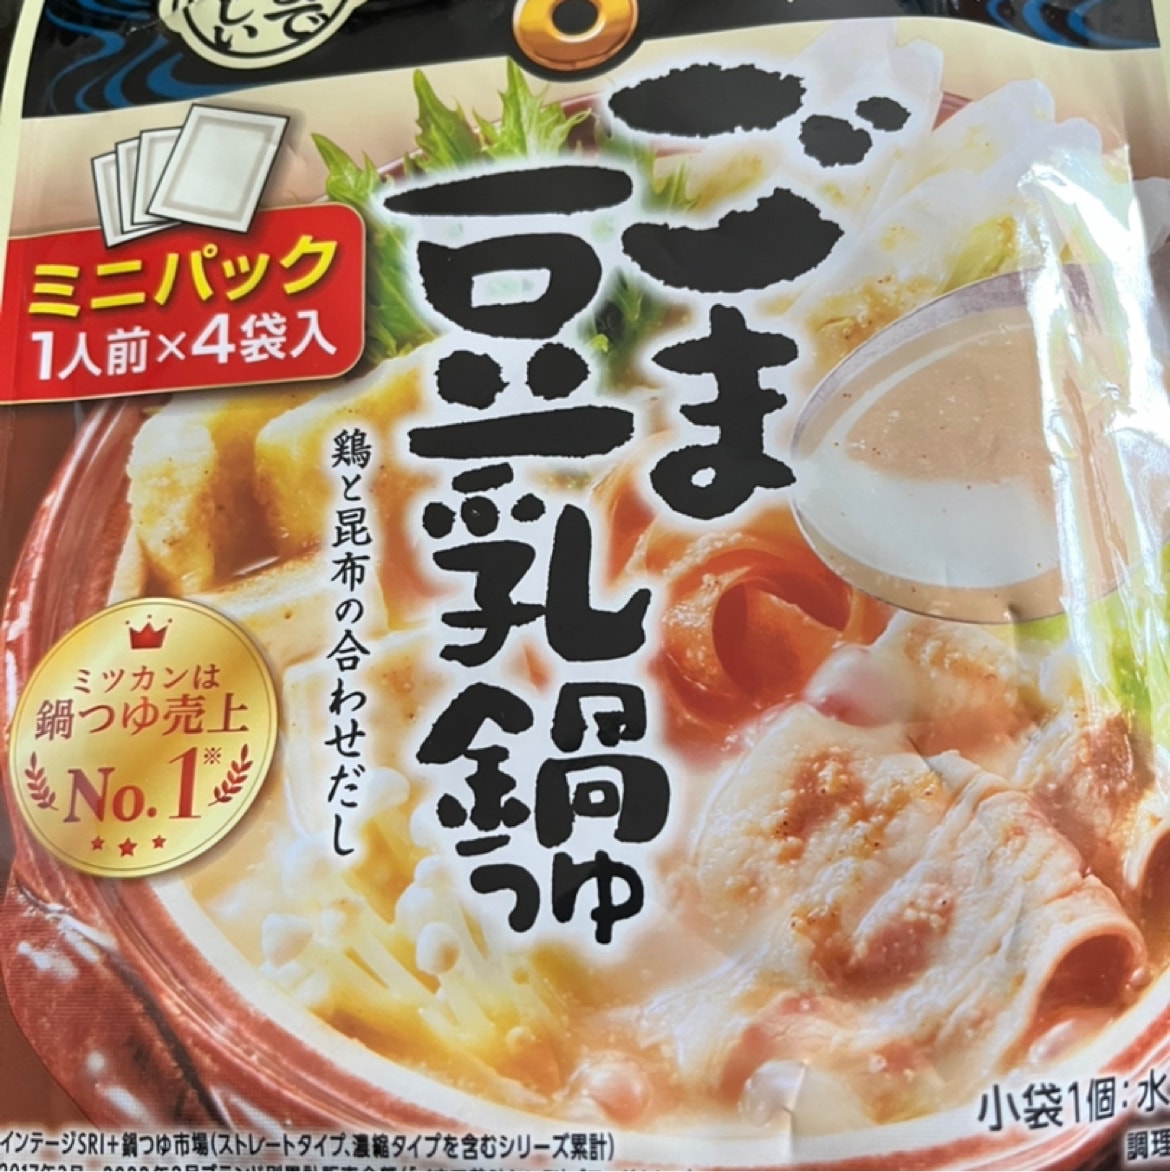 ごま
豆乳鍋
つゆ
鶏と昆布の合わせだし
ミニパック
1人前×4袋入
ミツカンは
鍋つゆ売上
No.1※
小袋1個:水
調理
インテージSRI+鍋つゆ市場(ストレートタイプ、濃縮タイプを含むシリーズ累計)